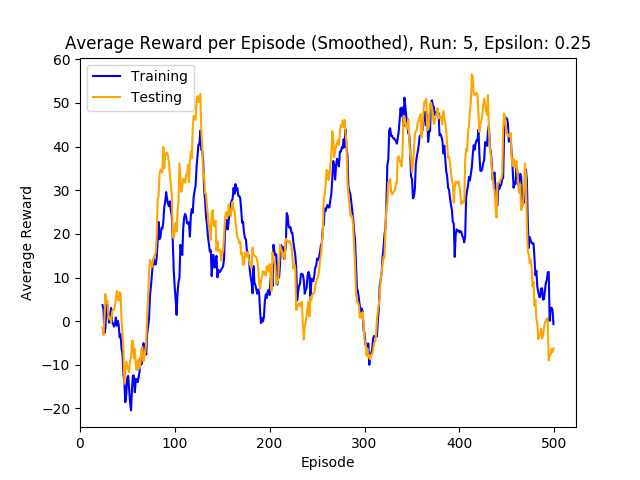 Average Reward per Episode (Smoothed), Run: 5, Epsilon: 0.25
Training
Testing
Average Reward
60
50
40
30
20
10
0
−10
−20
0 100 200 300 400 500
Episode